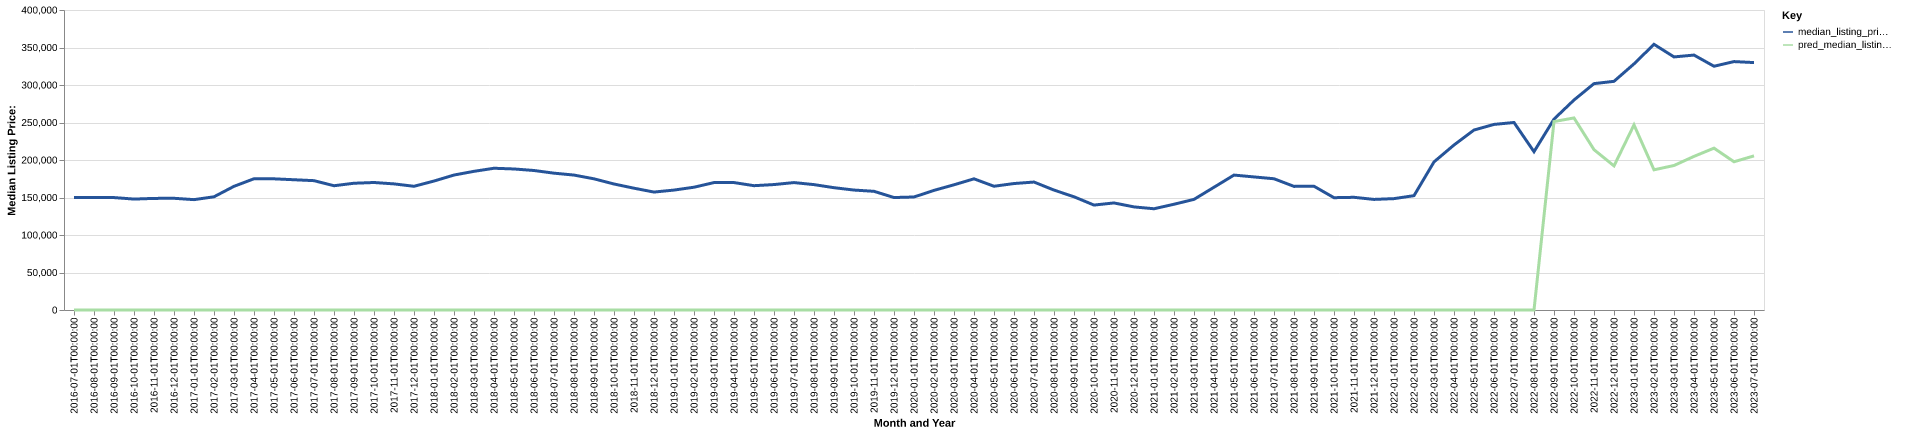 400,000
350,000
300,000
250,000
200,000
150,000
100,000
50,000
0
Median Listing Price:
2016-07-01T00:00:00
2016-08-01T00:00:00
2016-09-01T00:00:00
2016-10-01T00:00:00
2016-11-01T00:00:00
2016-12-01T00:00:00
2017-01-01T00:00:00
2017-02-01T00:00:00
2017-03-01T00:00:00
2017-04-01T00:00:00
2017-05-01T00:00:00
2017-06-01T00:00:00
2017-07-01T00:00:00
2017-08-01T00:00:00
2017-09-01T00:00:00
2017-10-01T00:00:00
2017-11-01T00:00:00
2017-12-01T00:00:00
2018-01-01T00:00:00
2018-02-01T00:00:00
2018-03-01T00:00:00
2018-04-01T00:00:00
2018-05-01T00:00:00
2018-06-01T00:00:00
2018-07-01T00:00:00
2018-08-01T00:00:00
2018-09-01T00:00:00
2018-10-01T00:00:00
2018-11-01T00:00:00
2018-12-01T00:00:00
2019-01-01T00:00:00
2019-02-01T00:00:00
2019-03-01T00:00:00
2019-04-01T00:00:00
2019-05-01T00:00:00
2019-06-01T00:00:00
2019-07-01T00:00:00
2019-08-01T00:00:00
2019-09-01T00:00:00
2019-10-01T00:00:00
2019-11-01T00:00:00
2019-12-01T00:00:00
2020-01-01T00:00:00
2020-02-01T00:00:00
2020-03-01T00:00:00
2020-04-01T00:00:00
2020-05-01T00:00:00
2020-06-01T00:00:00
2020-07-01T00:00:00
2020-08-01T00:00:00
2020-09-01T00:00:00
2020-10-01T00:00:00
2020-11-01T00:00:00
2020-12-01T00:00:00
2021-01-01T00:00:00
2021-02-01T00:00:00
2021-03-01T00:00:00
2021-04-01T00:00:00
2021-05-01T00:00:00
2021-06-01T00:00:00
2021-07-01T00:00:00
2021-08-01T00:00:00
2021-09-01T00:00:00
2021-10-01T00:00:00
2021-11-01T00:00:00
2021-12-01T00:00:00
2022-01-01T00:00:00
2022-02-01T00:00:00
2022-03-01T00:00:00
2022-04-01T00:00:00
2022-05-01T00:00:00
2022-06-01T00:00:00
2022-07-01T00:00:00
2022-08-01T00:00:00
2022-09-01T00:00:00
2022-10-01T00:00:00
2022-11-01T00:00:00
2022-12-01T00:00:00
2023-01-01T00:00:00
2023-02-01T00:00:00
2023-03-01T00:00:00
2023-04-01T00:00:00
2023-05-01T00:00:00
2023-06-01T00:00:00
2023-07-01T00:00:00
Month and Year
Key
median_listing_pri…
pred_median_listin…